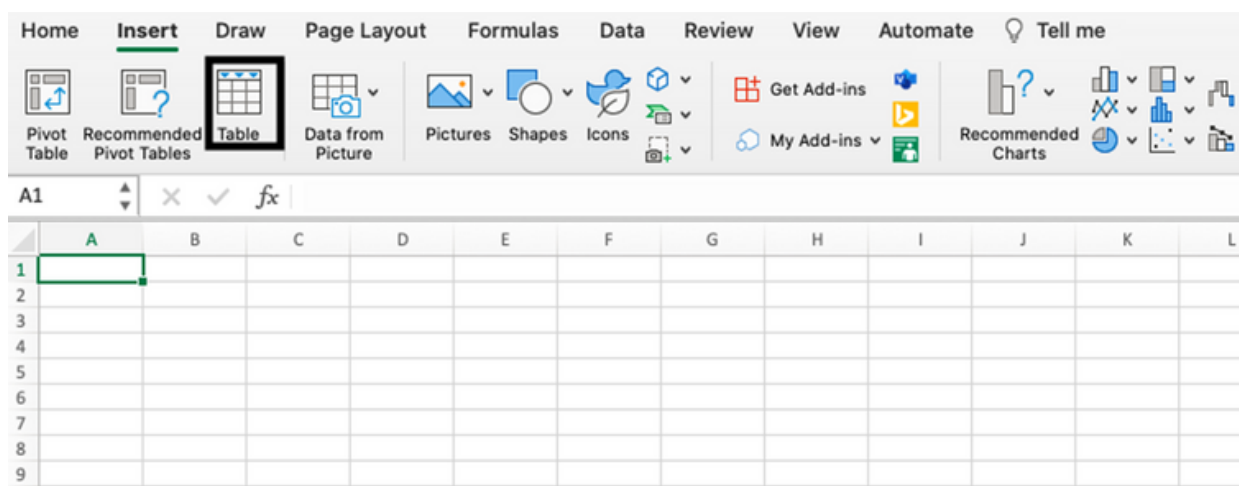 Home Insert Draw Page Layout Formulas Data Review View Automate Tell me
Pivot Table
Recommended Pivot Tables
Table
Data from Picture
Pictures
Shapes
Icons
Get Add-ins
My Add-ins
Recommended Charts
A1
fx
A B C D E F G H I J K L
1
2
3
4
5
6
7
8
9